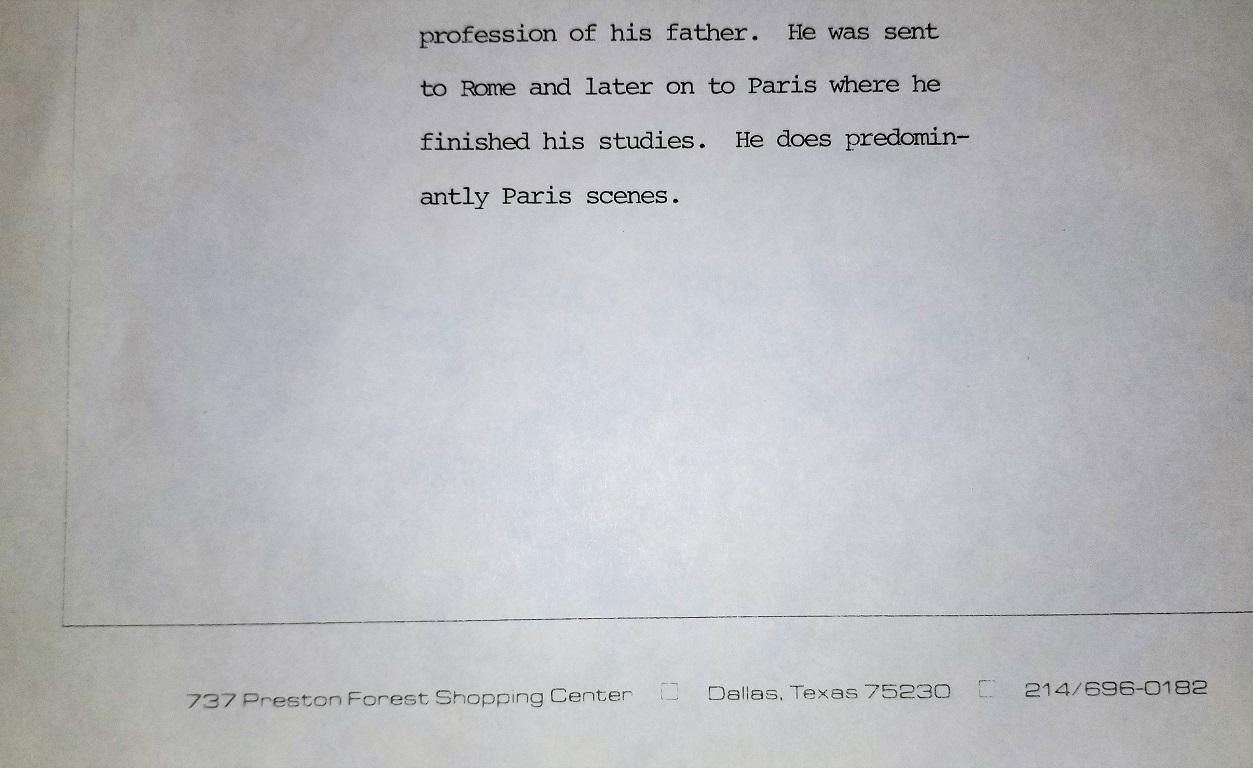 profession of his father.  He was sent
to Rome and later on to Paris where he
finished his studies.  He does predomin-
antly Paris scenes.
737 Preston Forest Shopping Center □ Dallas, Texas 75230 □ 214/696-0182